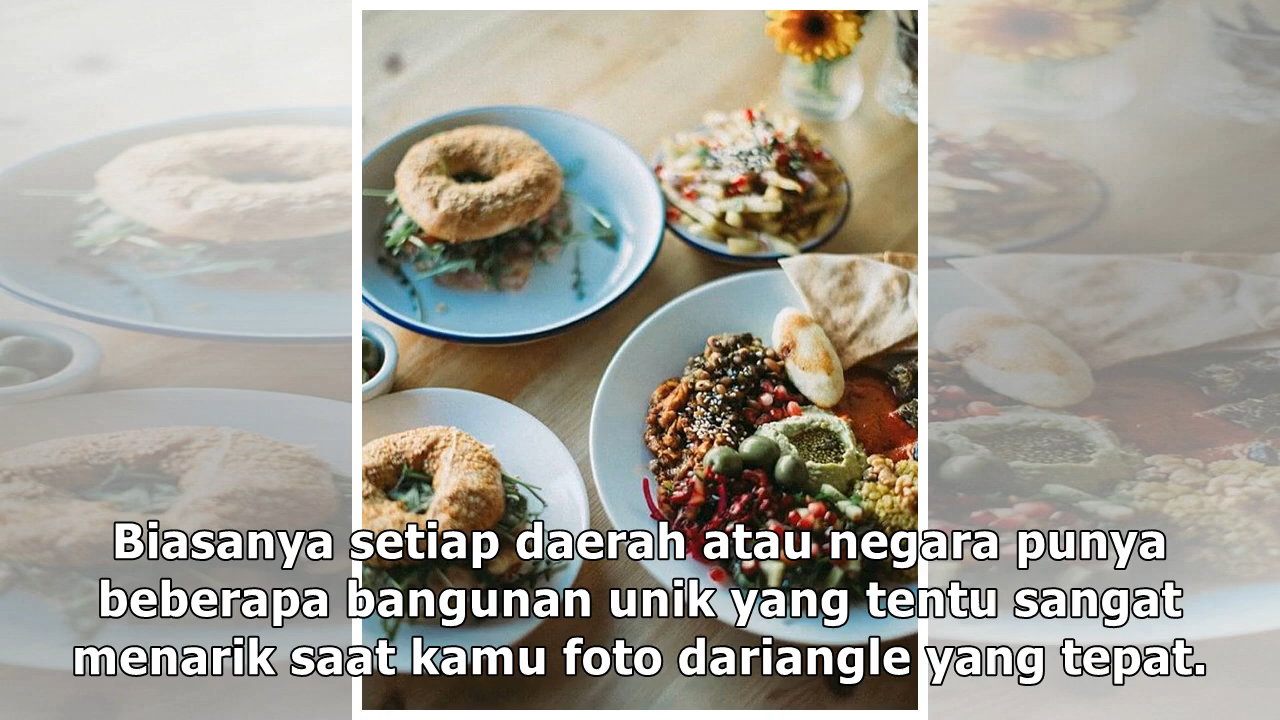 Biasanya setiap daerah atau negara punya
beberapa bangunan unik yang tentu sangat
menarik saat kamu foto dariangle yang tepat.